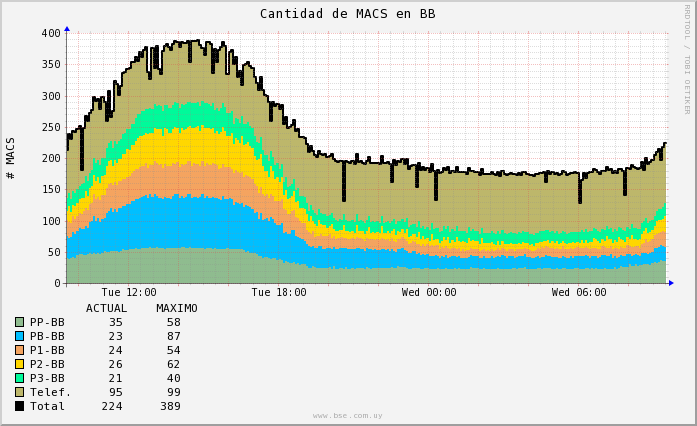 Cantidad de MACS en BB
RRDTOOL / TOBI OETIKER
# MACS
400
350
300
250
200
150
100
50
0
Tue 12:00 Tue 18:00 Wed 00:00 Wed 06:00
ACTUAL MAXIMO
PP-BB 35 58
PB-BB 23 87
P1-BB 24 54
P2-BB 26 62
P3-BB 21 40
Telef. 95 99
Total 224 389
www.bse.com.uy